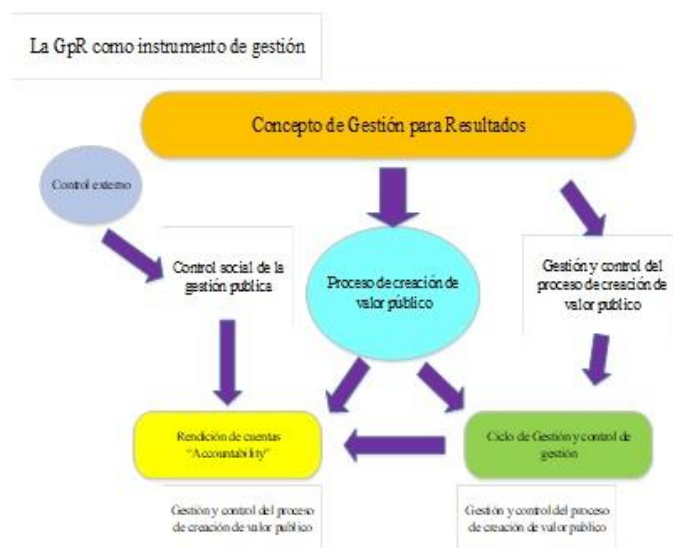 La GpR como instrumento de gestión
Concepto de Gestión para Resultados
Control externo
Control social de la
gestión publica
Proceso de creación de
valor público
Gestión y control del
proceso de creación de
valor publico
Rendición de cuentas
“Accountability”
Ciclo de Gestión y control de
gestión
Gestión y control del proceso
de creación de valor publico
Gestión y control del proceso
de creación de valor publico